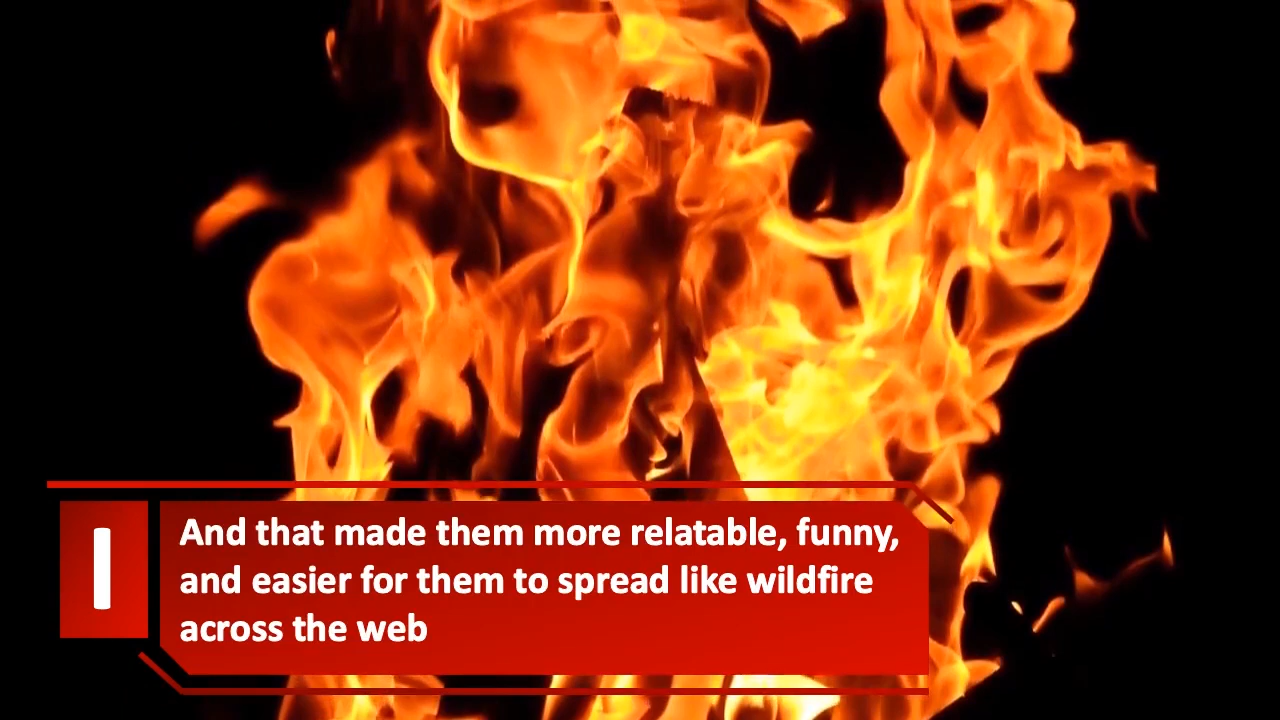 I
And that made them more relatable, funny,
and easier for them to spread like wildfire
across the web